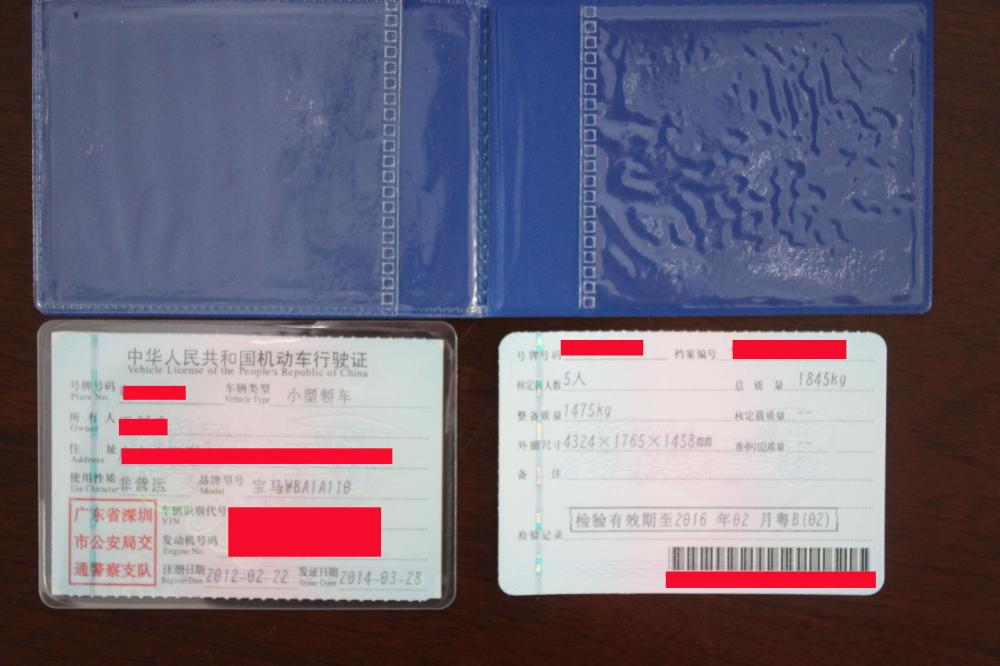 中华人民共和国机动车行驶证
Vehicle License of the People's Republic of China
号牌号码
Plate No.
车辆类型 小型轿车
Vehicle Type
所有人
Owner
住址
Address
使用性质 非营运
Use Character
品牌型号 宝马WBA1A110
Model
广东省深圳
市公安局交
通警察支队
车辆识别代号
VIN
发动机号码
Engine No.
注册日期 2012-02-22
Register Date
发证日期 2014-03-28
Issue Date
号牌号码 档案编号
核定载人数 5人 总质量 1845kg
整备质量 1475kg 核定载质量 --
外廓尺寸 4324×1765×1458mm 准牵引总质量 --
备注
检验记录 检验有效期至2016年02月粤B(02)